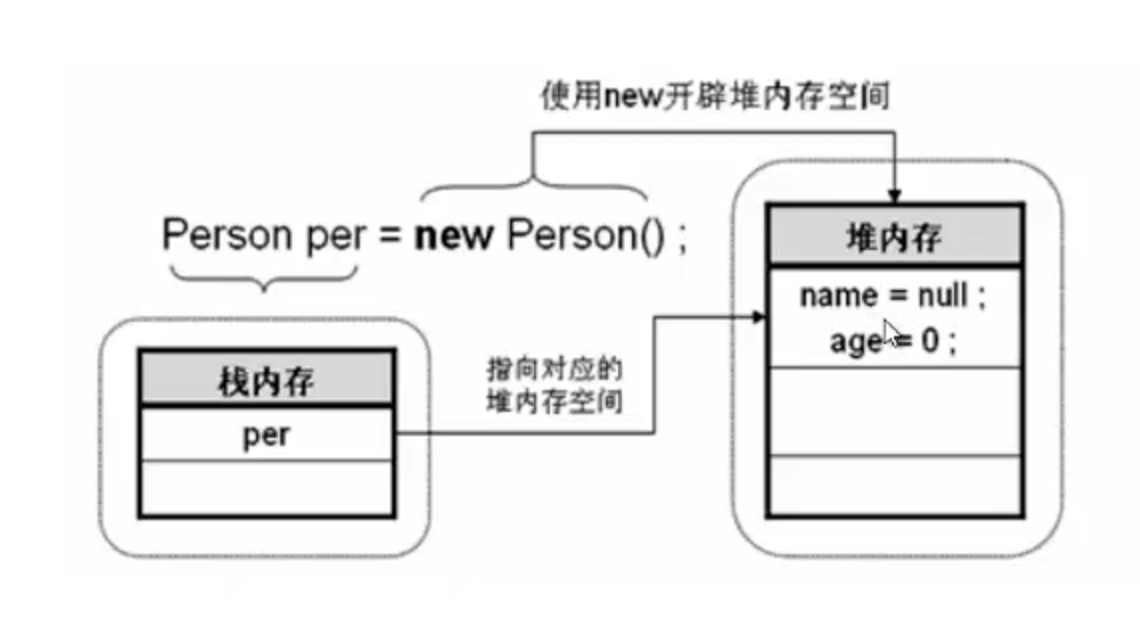 使用new开辟堆内存空间
Person per = new Person() ;
堆内存
name = null ;
age = 0 ;
栈内存
per
指向对应的
堆内存空间